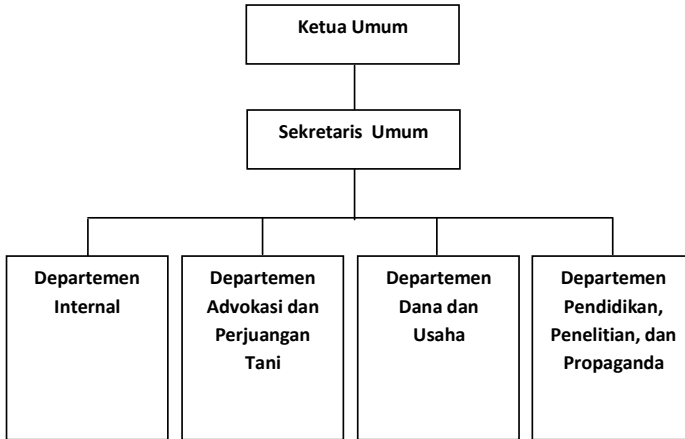 Ketua Umum
Sekretaris Umum
Departemen
Internal
Departemen
Advokasi dan
Perjuangan
Tani
Departemen
Dana dan
Usaha
Departemen
Pendidikan,
Penelitian, dan
Propaganda